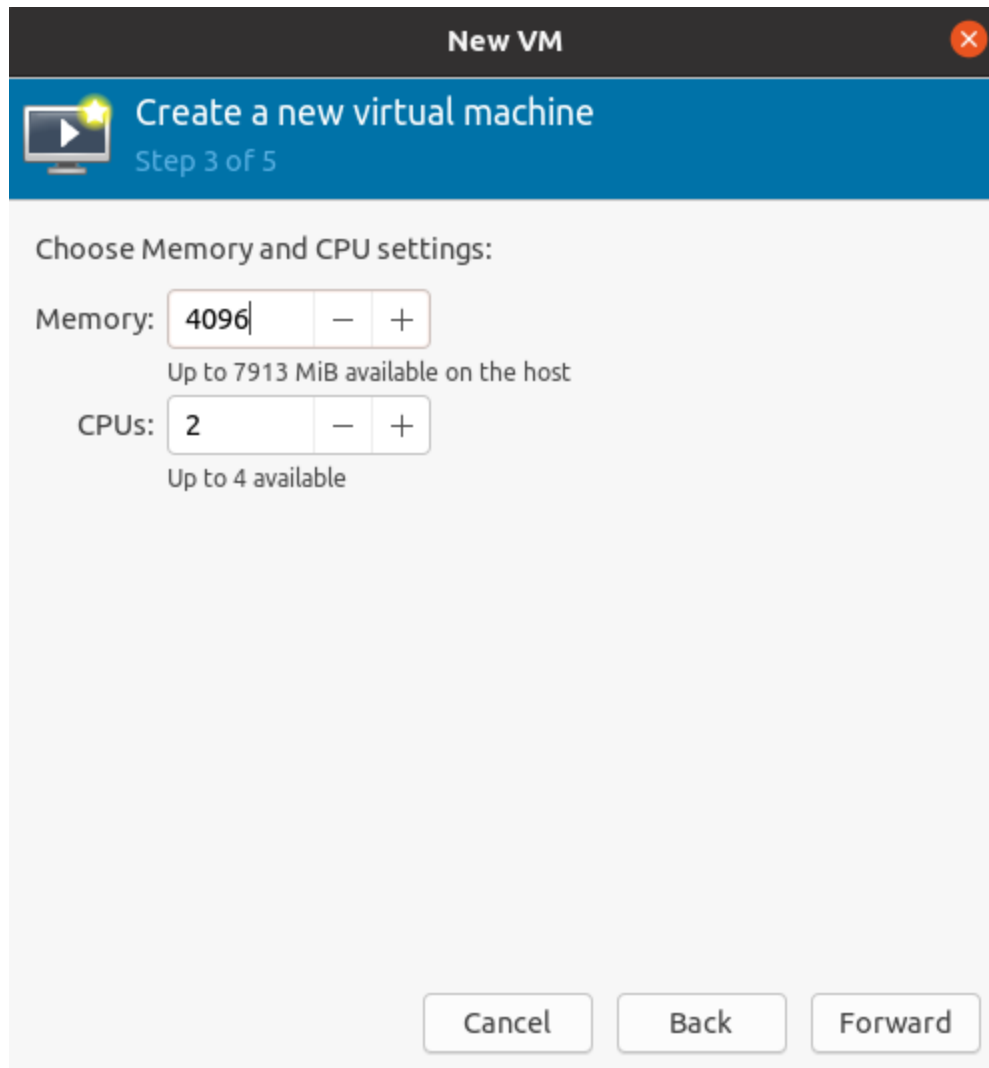 New VM
Create a new virtual machine
Step 3 of 5
Choose Memory and CPU settings:
Memory: 4096 − +
Up to 7913 MiB available on the host
CPUs: 2 − +
Up to 4 available
Cancel Back Forward